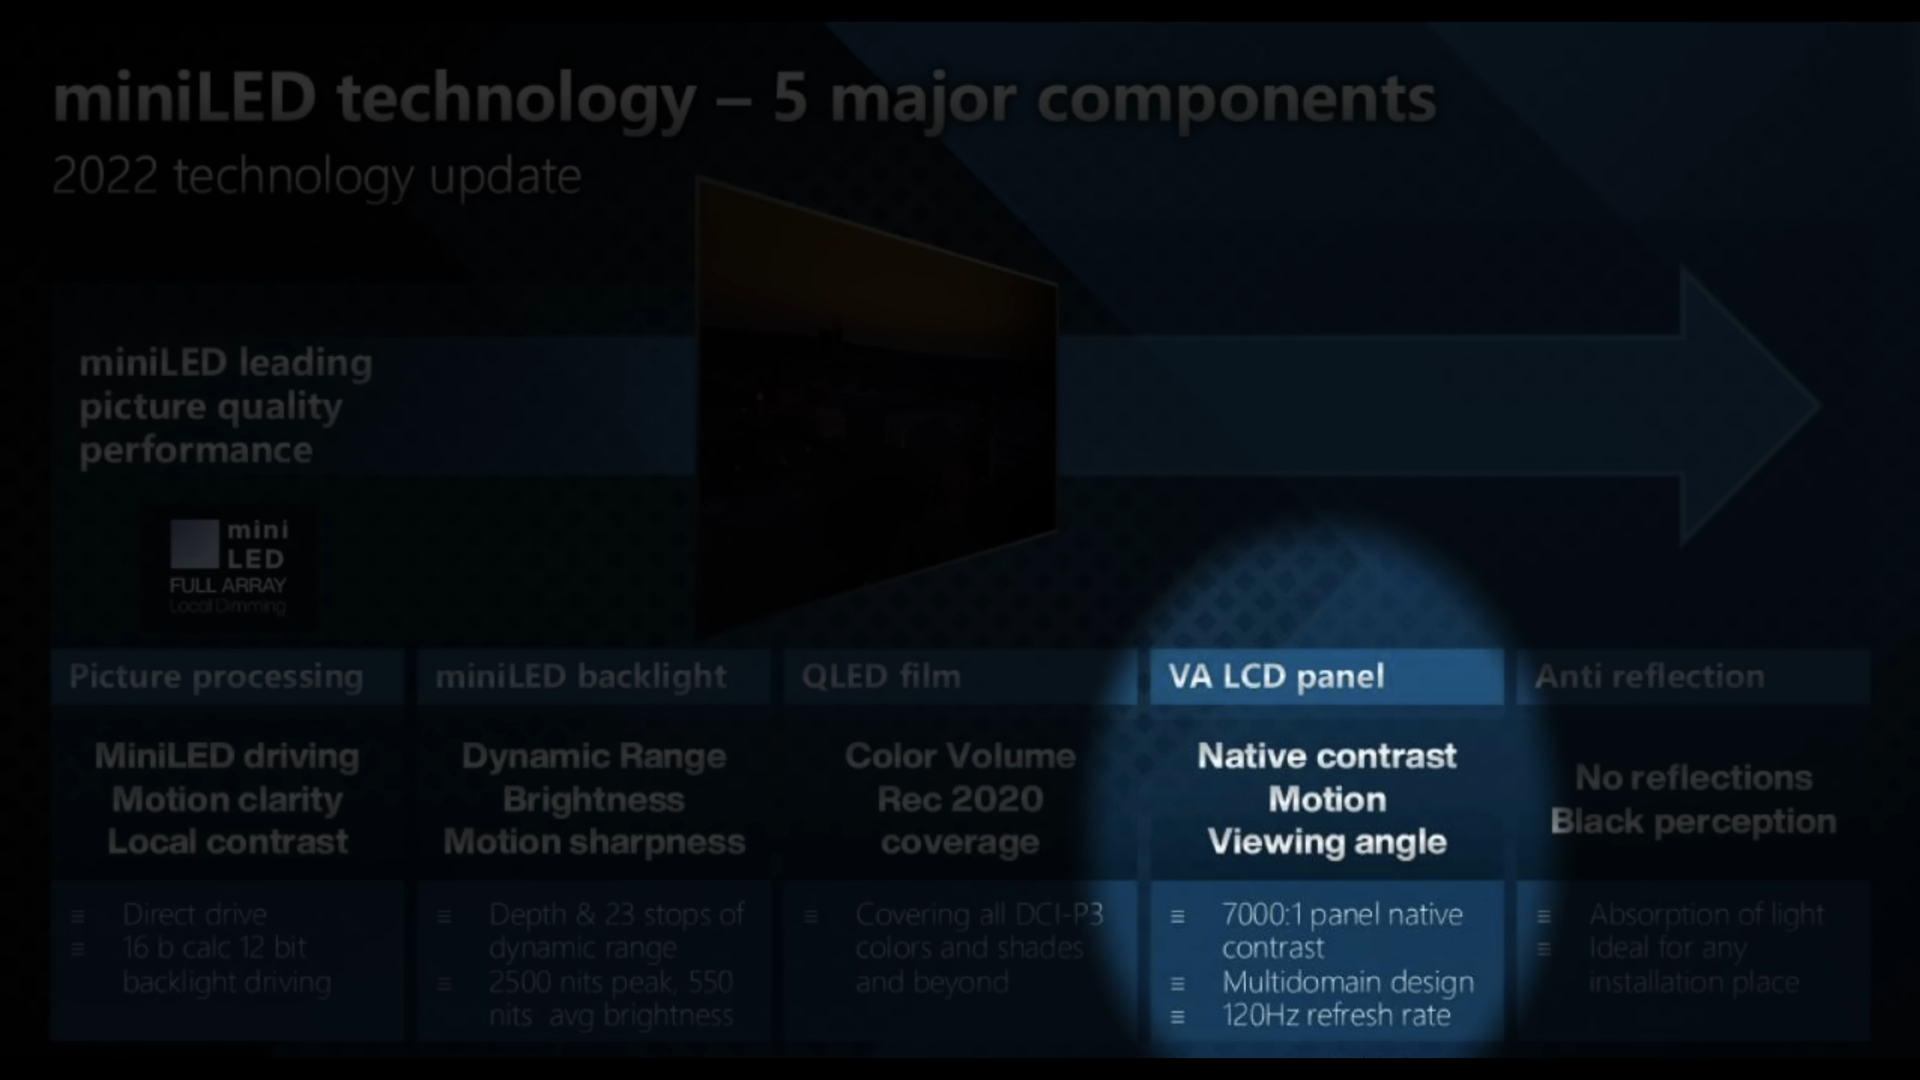 miniLED technology – 5 major components
2022 technology update
miniLED leading
picture quality
performance
mini
LED
FULL ARRAY
Local Dimming
Picture processing
MiniLED driving
Motion clarity
Local contrast
≡ Direct drive
≡ 16 b calc 12 bit
backlight driving
miniLED backlight
Dynamic Range
Brightness
Motion sharpness
≡ Depth & 23 stops of
dynamic range
≡ 2500 nits peak, 550
nits avg brightness
QLED film
Color Volume
Rec 2020
coverage
≡ Covering all DCI-P3
colors and shades
and beyond
VA LCD panel
Native contrast
Motion
Viewing angle
≡ 7000:1 panel native
contrast
≡ Multidomain design
≡ 120Hz refresh rate
Anti reflection
No reflections
Black perception
≡ Absorption of light
≡ Ideal for any
installation place